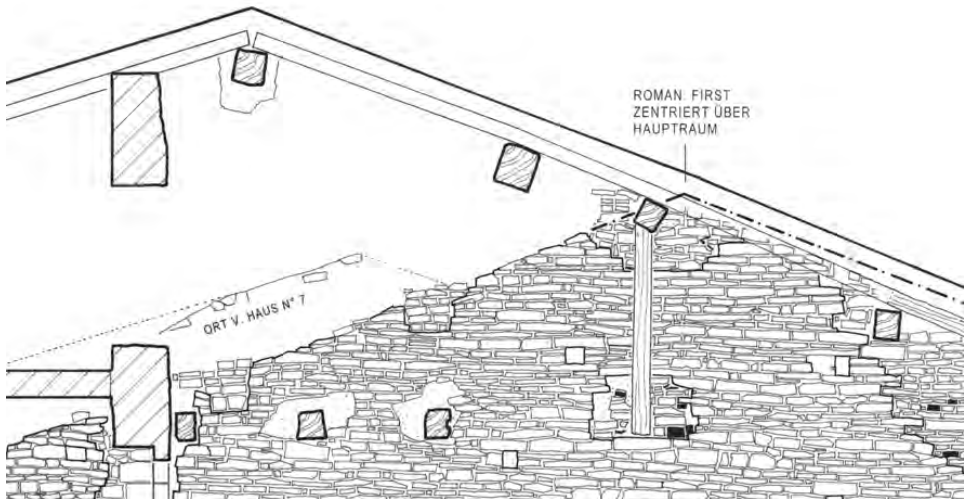 ROMAN. FIRST
ZENTRIERT ÜBER
HAUPTRAUM
ORT V. HAUS N° 7